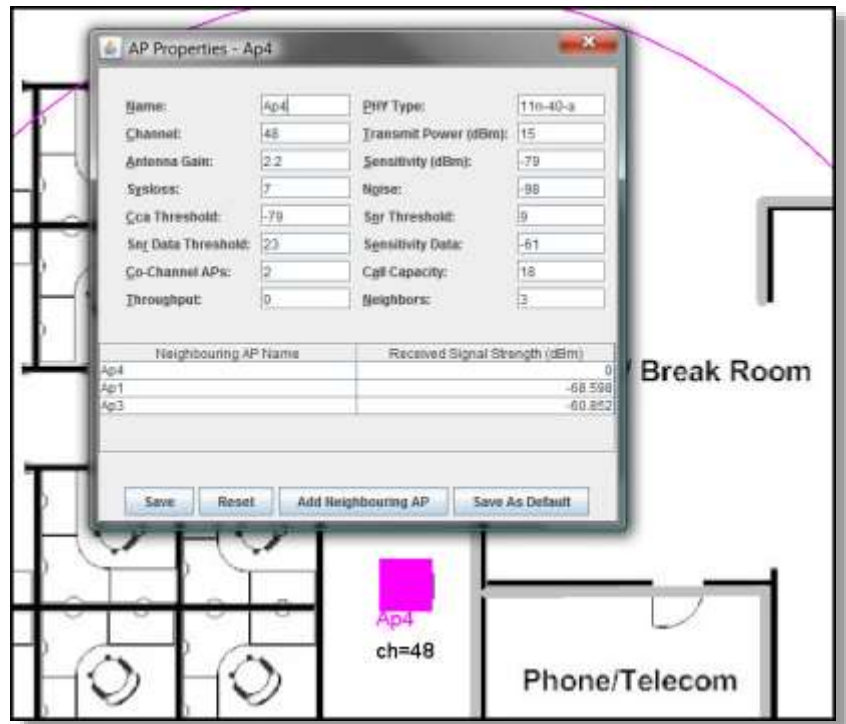 AP Properties - Ap4
Name: Ap4 PHY Type: 11n-40-a
Channel: 48 Transmit Power (dBm): 15
Antenna Gain: 2.2 Sensitivity (dBm): -79
Sysloss: 7 Noise: -98
Cca Threshold: -79 Snr Threshold: 9
Snr Data Threshold: 23 Sensitivity Data: -61
Co-Channel APs: 2 Call Capacity: 18
Throughput: 0 Neighbors: 3
Neighbouring AP Name Received Signal Strength (dBm)
Ap4 0
Ap1 -68.598
Ap3 -60.852
/ Break Room
Save Reset Add Neighbouring AP Save As Default
Ap4
ch=48
Phone/Telecom